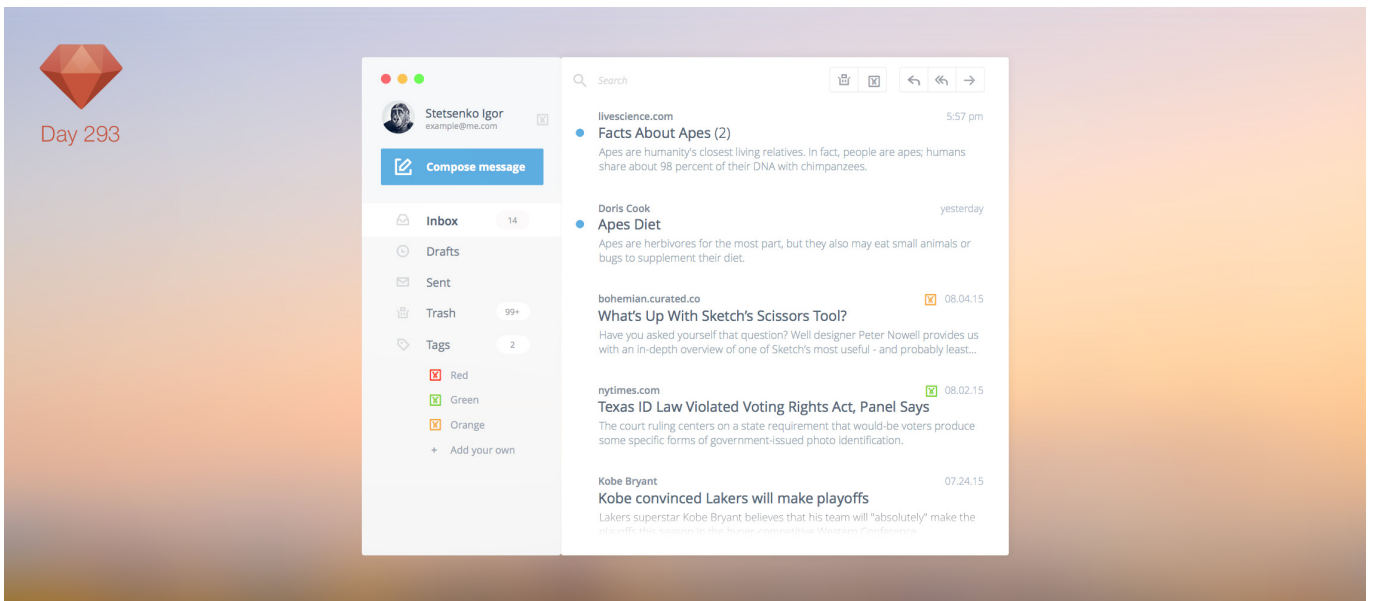 Day 293
Stetsenko Igor
example@me.com
Compose message
Inbox 14
Drafts
Sent
Trash 99+
Tags 2
Red
Green
Orange
+ Add your own
Search
livescience.com 5:57 pm
Facts About Apes (2)
Apes are humanity's closest living relatives. In fact, people are apes; humans
share about 98 percent of their DNA with chimpanzees.
Doris Cook yesterday
Apes Diet
Apes are herbivores for the most part, but they also may eat small animals or
bugs to supplement their diet.
bohemian.curated.co 08.04.15
What's Up With Sketch's Scissors Tool?
Have you asked yourself that question? Well designer Peter Nowell provides us
with an in-depth overview of one of Sketch's most useful - and probably least...
nytimes.com 08.02.15
Texas ID Law Violated Voting Rights Act, Panel Says
The court ruling centers on a state requirement that would-be voters produce
some specific forms of government-issued photo identification.
Kobe Bryant 07.24.15
Kobe convinced Lakers will make playoffs
Lakers superstar Kobe Bryant believes that his team will "absolutely" make the
playoffs this season in the hyper-competitive Western Conference